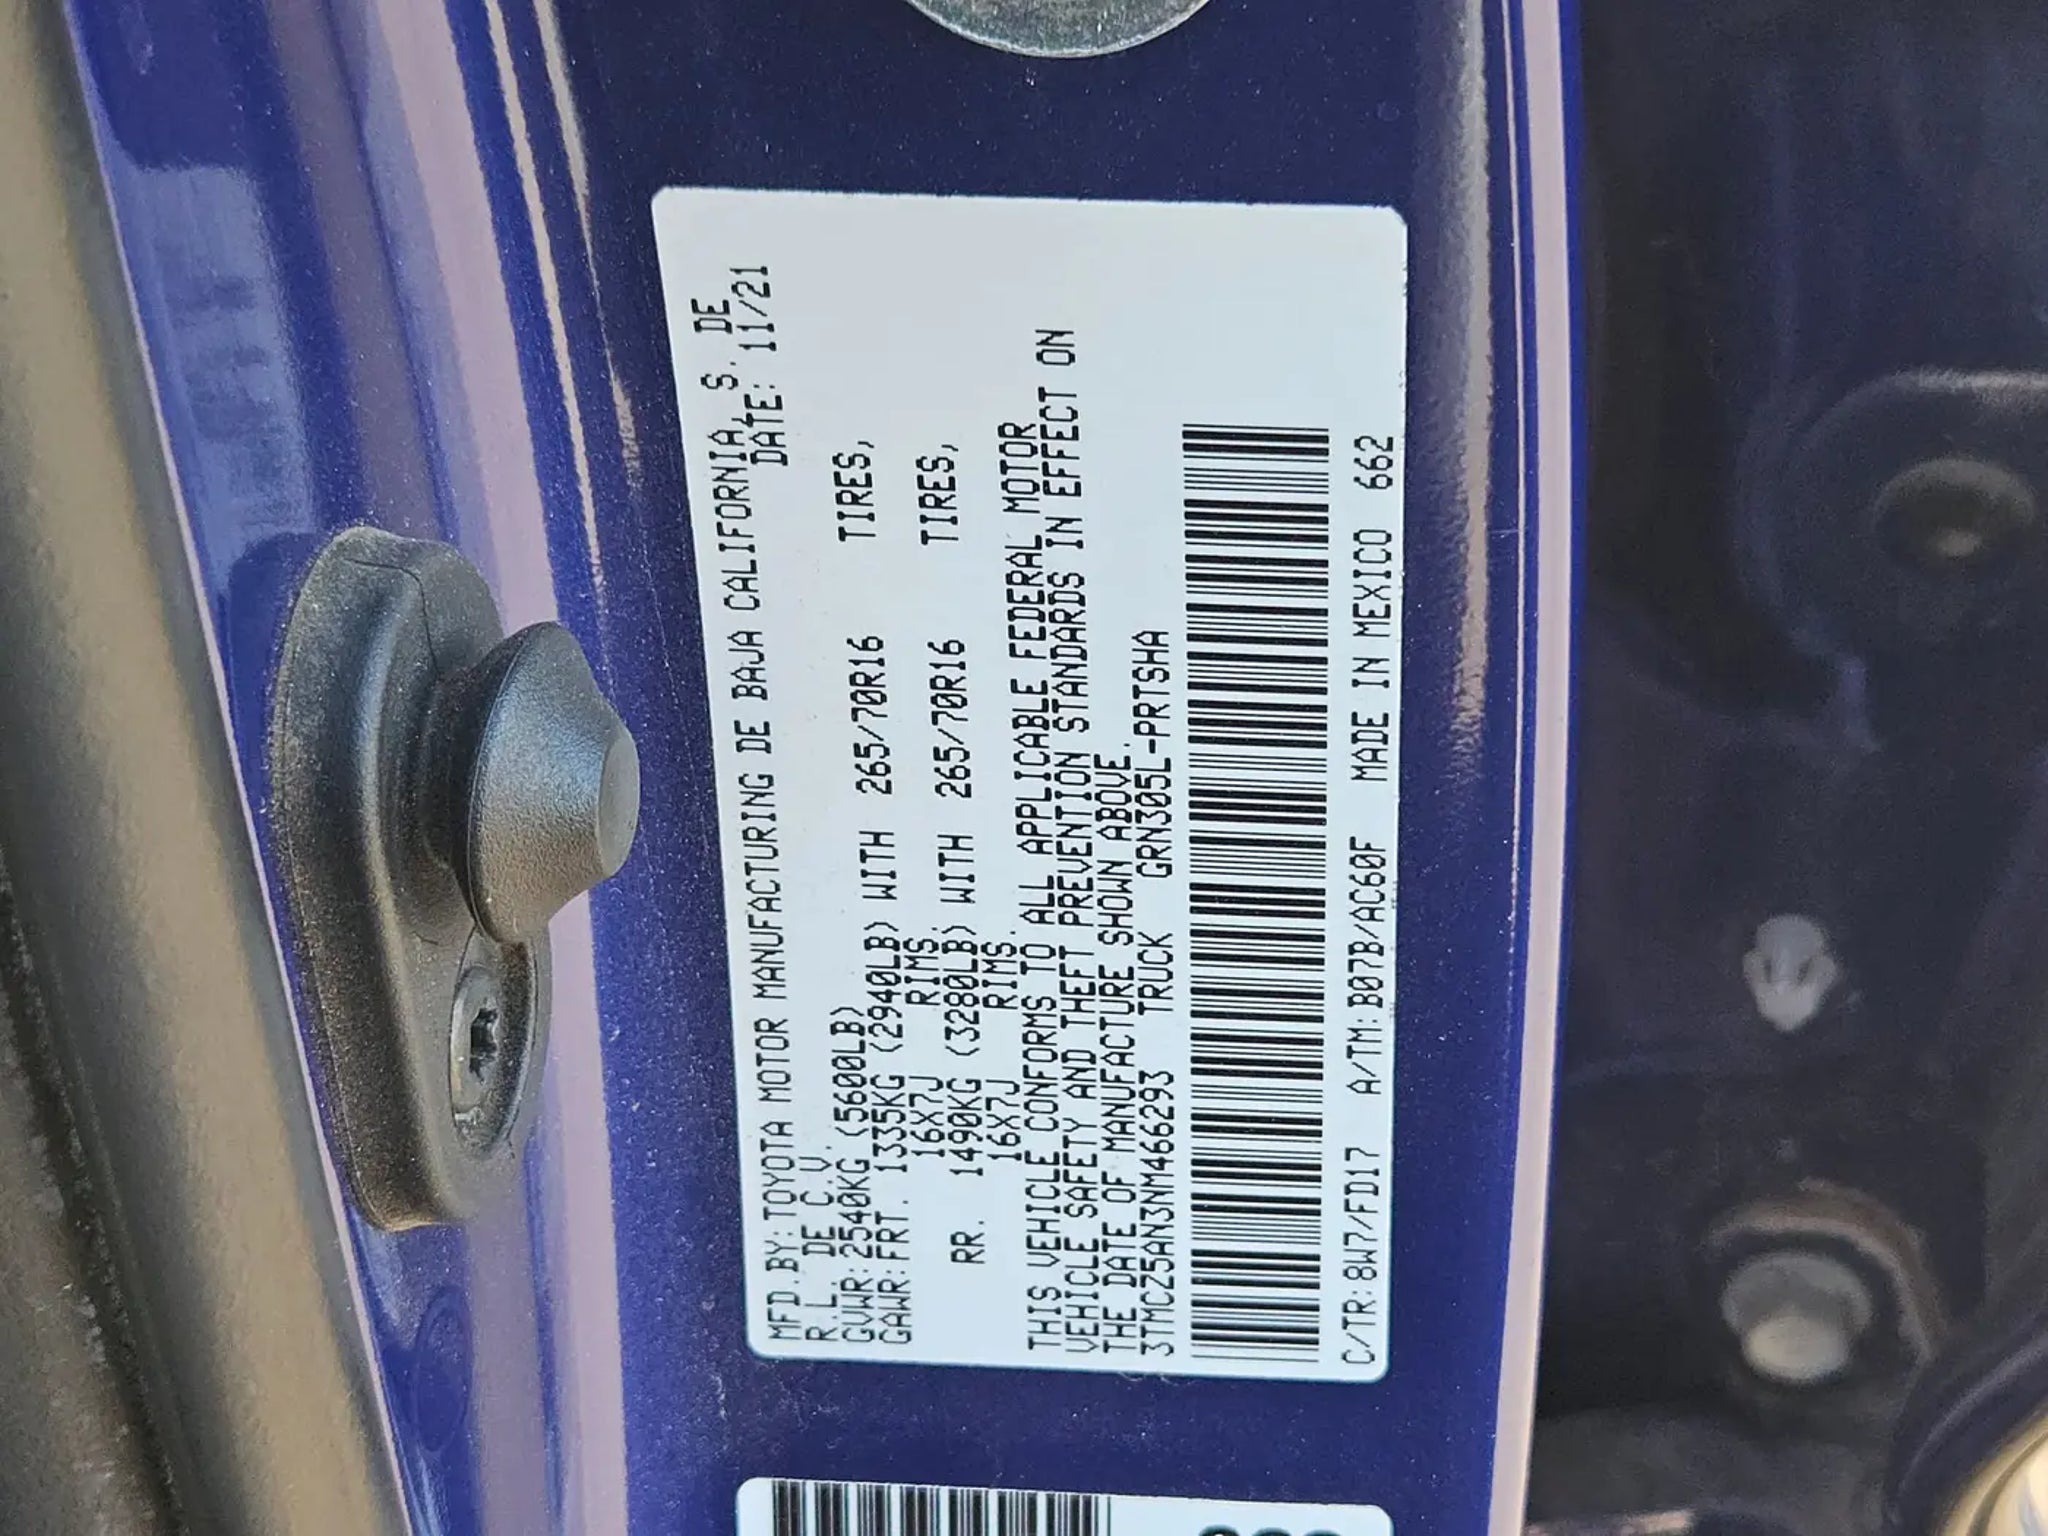 MFD.BY:TOYOTA MOTOR MANUFACTURING DE BAJA CALIFORNIA, S. DE
R.L. DE C.V. DATE: 11/21
GVWR:2540KG (5600LB)
GAWR:FRT. 1335KG (2940LB) WITH 265/70R16 TIRES,
16X7J RIMS.
RR. 1490KG (3280LB) WITH 265/70R16 TIRES,
16X7J RIMS.
THIS VEHICLE CONFORMS TO ALL APPLICABLE FEDERAL MOTOR
VEHICLE SAFETY AND THEFT PREVENTION STANDARDS IN EFFECT ON
THE DATE OF MANUFACTURE SHOWN ABOVE.
3TMCZ5AN3NM466293 TRUCK GRN305L-PRTSHA
C/TR:8W7/FD17 A/TM:B07B/AC60F MADE IN MEXICO 662